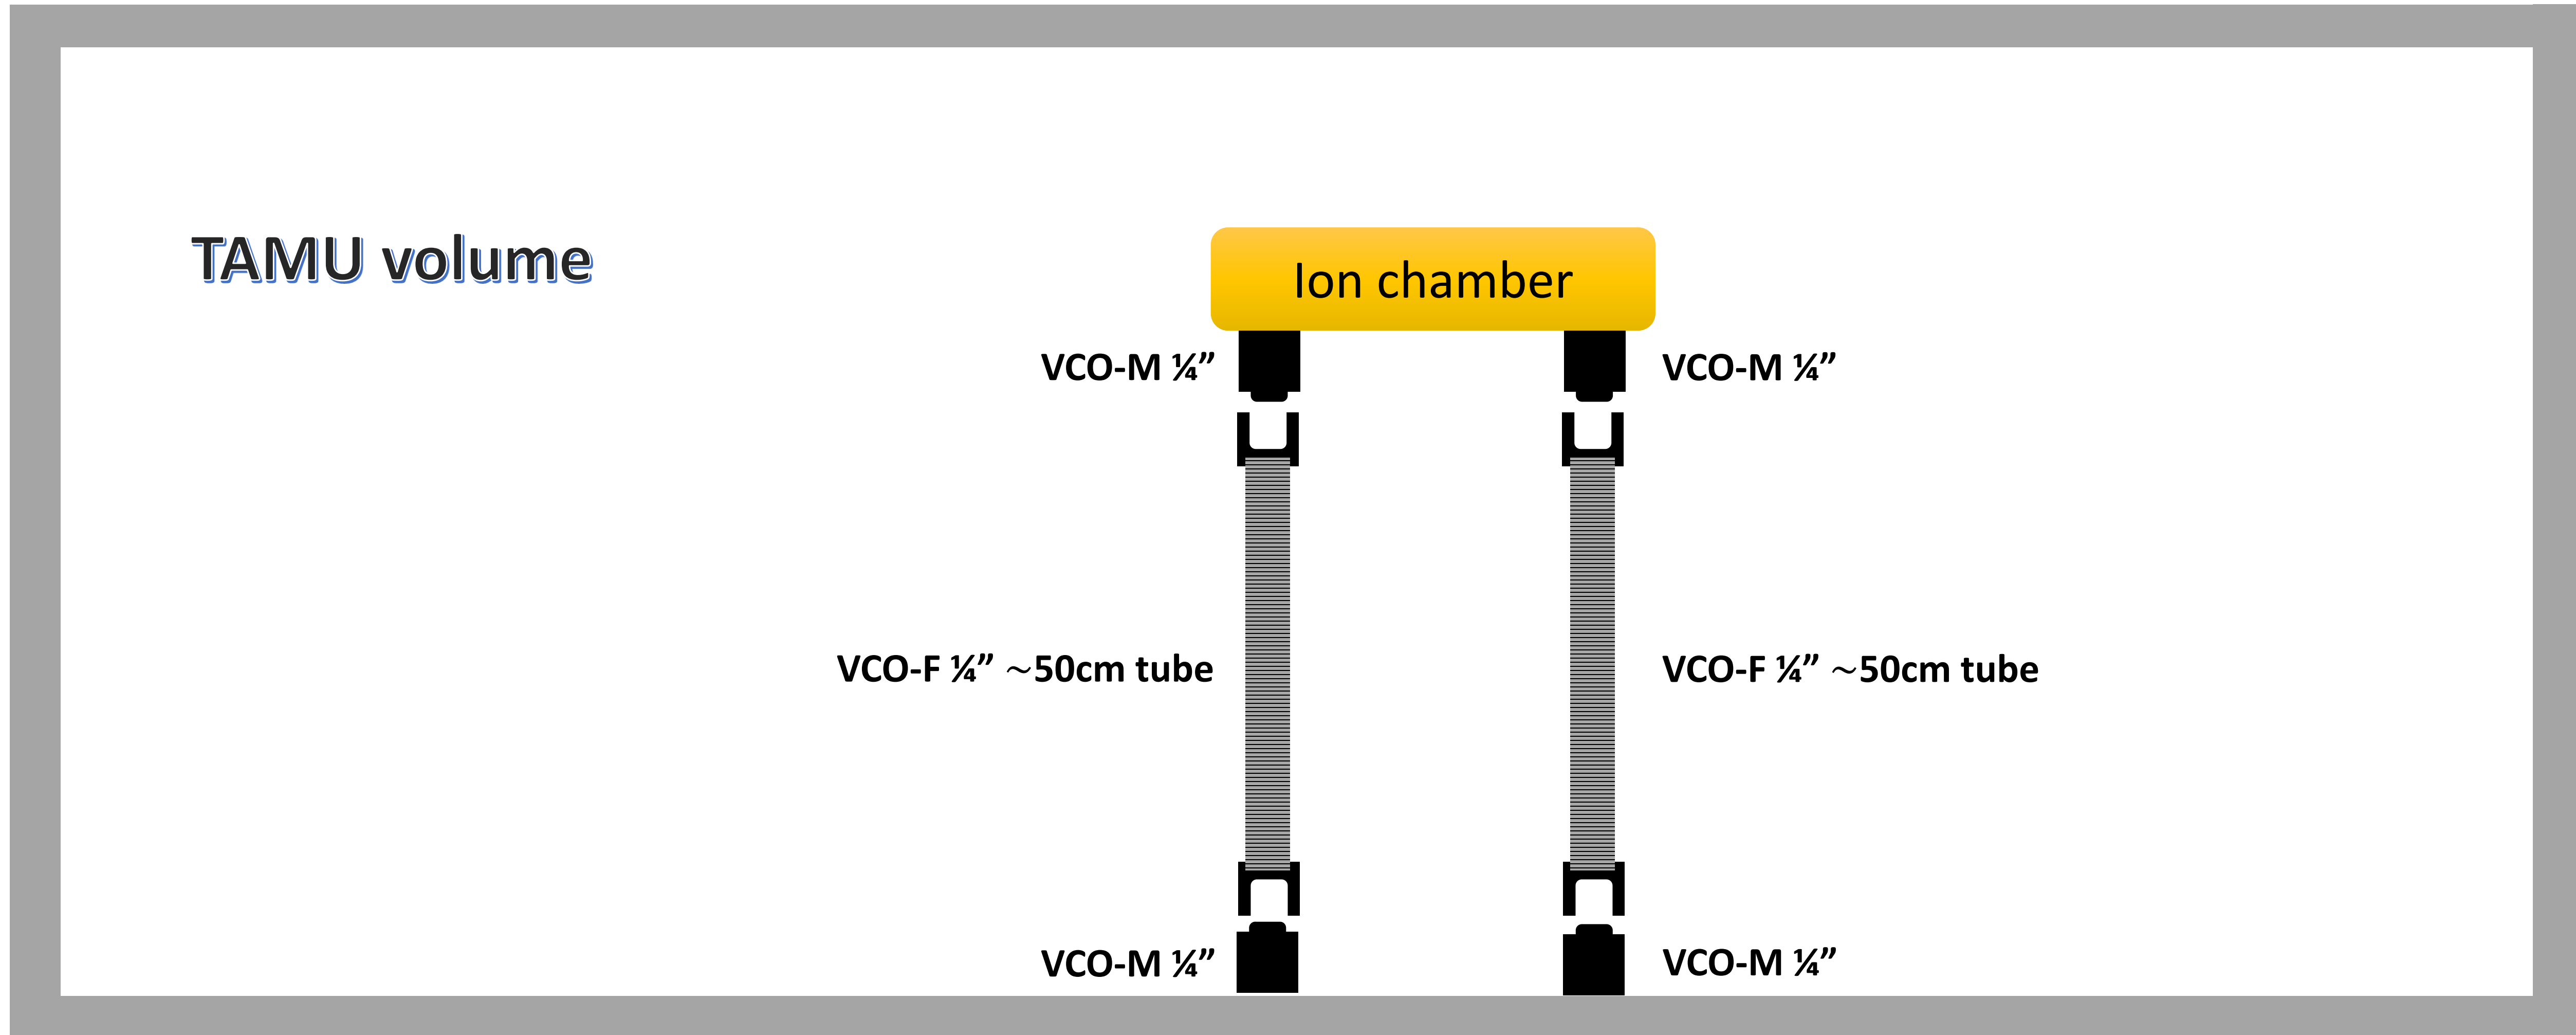 TAMU volume
Ion chamber
VCO-M ¼”
VCO-M ¼”
VCO-F ¼” ~50cm tube
VCO-F ¼” ~50cm tube
VCO-M ¼”
VCO-M ¼”